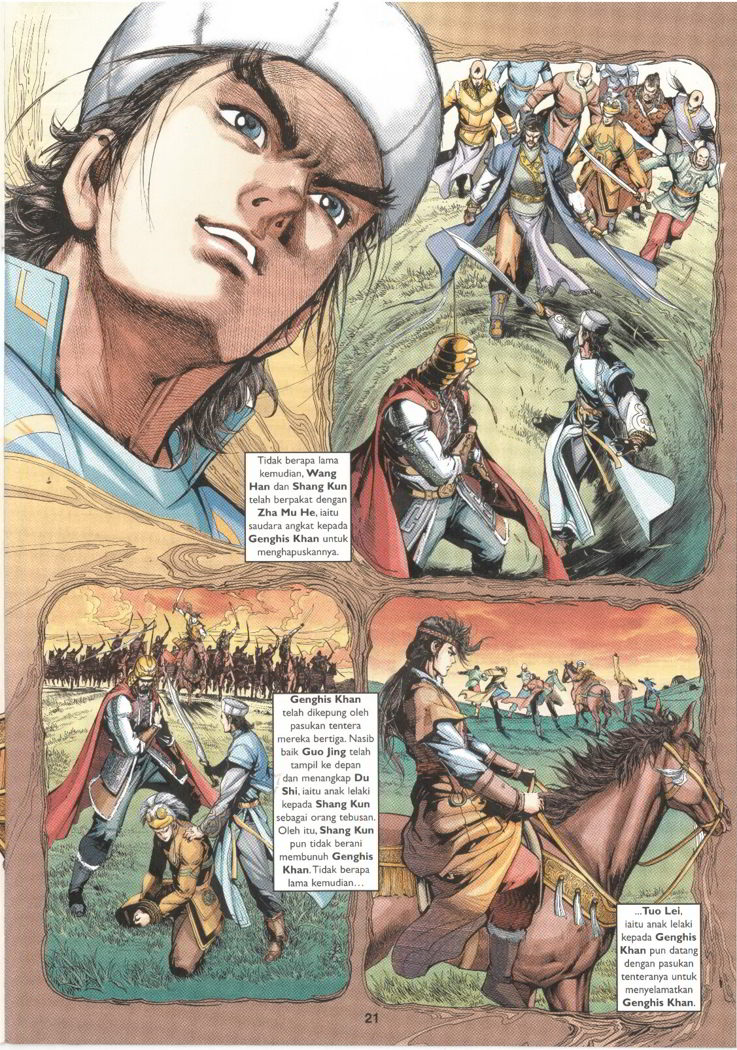 Tidak berapa lama
kemudian, Wang
Han dan Shang Kun
telah berpakat dengan
Zha Mu He, iaitu
saudara angkat kepada
Genghis Khan untuk
menghapuskannya.
Genghis Khan
telah dikepung oleh
pasukan tentera
mereka bertiga. Nasib
baik Guo Jing telah
tampil ke depan
dan menangkap Du
Shi, iaitu anak lelaki
kepada Shang Kun
sebagai orang tebusan.
Oleh itu, Shang Kun
pun tidak berani
membunuh Genghis
Khan. Tidak berapa
lama kemudian...
...Tuo Lei,
iaitu anak lelaki
kepada Genghis
Khan pun datang
dengan pasukan
tenteranya untuk
menyelamatkan
Genghis Khan.
21